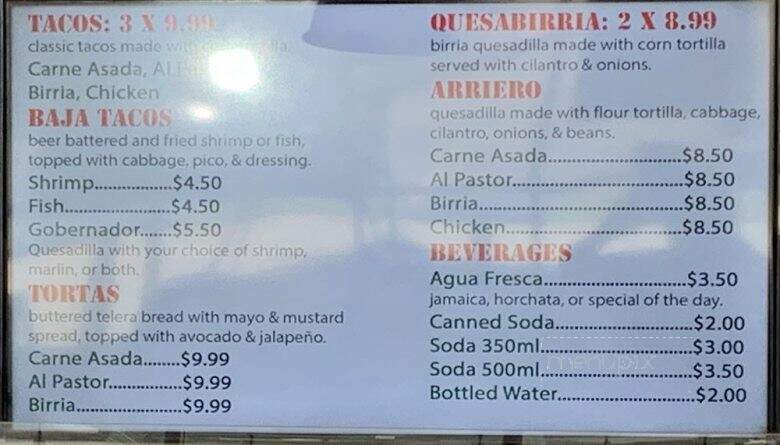 TACOS: 3 X 9.99
classic tacos made
Carne Asada,
Birria, Chicken
BAJA TACOS
beer battered and fried shrimp or fish,
topped with cabbage, pico, & dressing.
Shrimp.................$4.50
Fish.......................$4.50
Gobernador.......$5.50
Quesadilla with your choice of shrimp,
marlin, or both.
TORTAS
buttered telera bread with mayo & mustard
spread, topped with avocado & jalapeño.
Carne Asada........$9.99
Al Pastor................$9.99
Birria.......................$9.99
QUESABIRRIA: 2 X 8.99
birria quesadilla made with corn tortilla
served with cilantro & onions.
ARRIERO
quesadilla made with flour tortilla, cabbage,
cilantro, onions, & beans.
Carne Asada.............................$8.50
Al Pastor.....................................$8.50
Birria............................................$8.50
Chicken......................................$8.50
BEVERAGES
Agua Fresca...............................$3.50
jamaica, horchata, or special of the day.
Canned Soda..............................$2.00
Soda 350ml.................................$3.00
Soda 500ml.................................$3.50
Bottled Water..............................$2.00
menupix